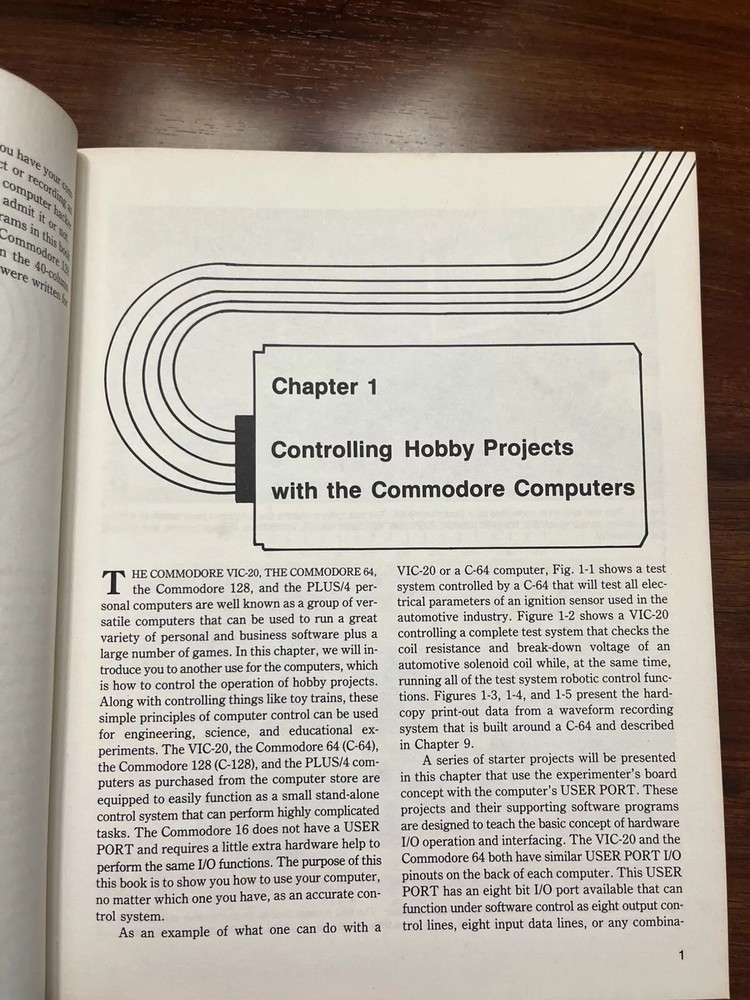 ou have your com
ct or recording
computer
admit it or not
rams in this book
Commodore 128
n the 40-column
were written for
Chapter 1
Controlling Hobby Projects
with the Commodore Computers
THE COMMODORE VIC-20, THE COMMODORE 64,
the Commodore 128, and the PLUS/4 per-
sonal computers are well known as a group of ver-
satile computers that can be used to run a great
variety of personal and business software plus a
large number of games. In this chapter, we will in-
troduce you to another use for the computers, which
is how to control the operation of hobby projects.
Along with controlling things like toy trains, these
simple principles of computer control can be used
for engineering, science, and educational ex-
periments. The VIC-20, the Commodore 64 (C-64),
the Commodore 128 (C-128), and the PLUS/4 com-
puters as purchased from the computer store are
equipped to easily function as a small stand-alone
control system that can perform highly complicated
tasks. The Commodore 16 does not have a USER
PORT and requires a little extra hardware help to
perform the same I/O functions. The purpose of this
this book is to show you how to use your computer,
no matter which one you have, as an accurate con-
trol system.
As an example of what one can do with a
VIC-20 or a C-64 computer, Fig. 1-1 shows a test
system controlled by a C-64 that will test all elec-
trical parameters of an ignition sensor used in the
automotive industry. Figure 1-2 shows a VIC-20
controlling a complete test system that checks the
coil resistance and break-down voltage of an
automotive solenoid coil while, at the same time,
running all of the test system robotic control func-
tions. Figures 1-3, 1-4, and 1-5 present the hard-
copy print-out data from a waveform recording
system that is built around a C-64 and described
in Chapter 9.
A series of starter projects will be presented
in this chapter that use the experimenter's board
concept with the computer's USER PORT. These
projects and their supporting software programs
are designed to teach the basic concept of hardware
I/O operation and interfacing. The VIC-20 and the
Commodore 64 both have similar USER PORT I/O
pinouts on the back of each computer. This USER
PORT has an eight bit I/O port available that can
function under software control as eight output con-
trol lines, eight input data lines, or any combina-
1